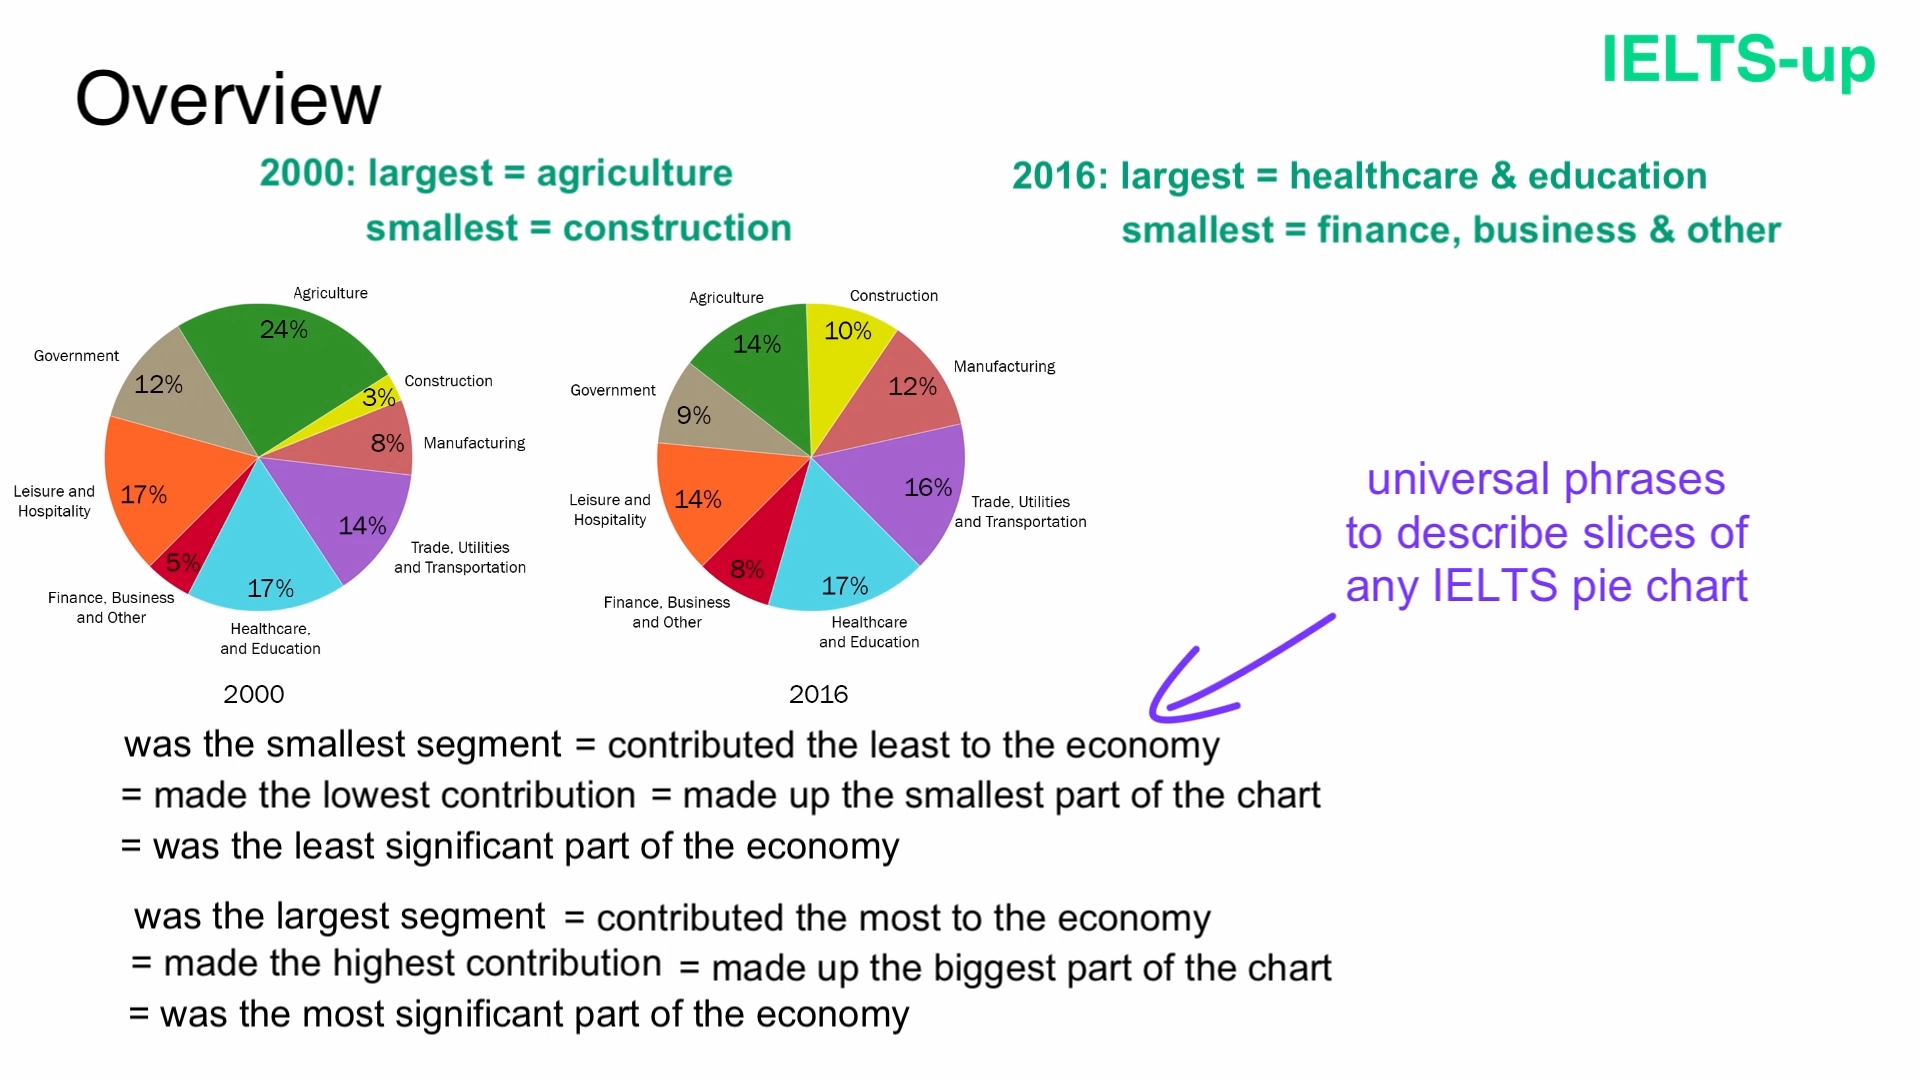 IELTS-up
Overview
2000: largest = agriculture
smallest = construction
2016: largest = healthcare & education
smallest = finance, business & other
Agriculture
24%
Government
12%
Construction
3%
8%
Manufacturing
Leisure and
Hospitality
17%
14%
Trade, Utilities
and Transportation
5%
Finance, Business
and Other
17%
Healthcare,
and Education
2000
Agriculture
14%
Construction
10%
Manufacturing
12%
Government
9%
16%
Trade, Utilities
and Transportation
Leisure and
Hospitality
14%
8%
Finance, Business
and Other
17%
Healthcare
and Education
2016
universal phrases
to describe slices of
any IELTS pie chart
was the smallest segment = contributed the least to the economy
= made the lowest contribution = made up the smallest part of the chart
= was the least significant part of the economy
was the largest segment = contributed the most to the economy
= made the highest contribution = made up the biggest part of the chart
= was the most significant part of the economy